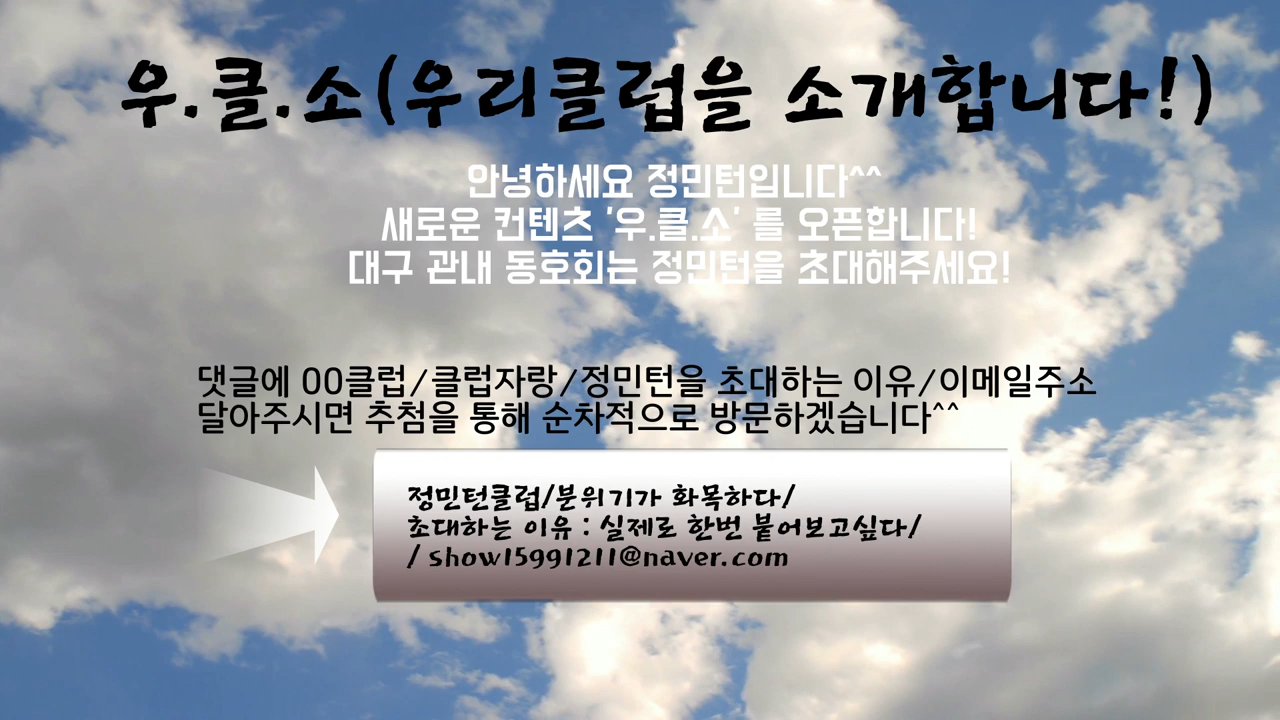 우.클.소(우리클럽을 소개합니다!)
안녕하세요 정민턴입니다^^
새로운 컨텐츠 '우.클.소' 를 오픈합니다!
대구 관내 동호회는 정민턴을 초대해주세요!
댓글에 00클럽/클럽자랑/정민턴을 초대하는 이유/이메일주소
달아주시면 추첨을 통해 순차적으로 방문하겠습니다^^
정민턴클럽/분위기가 화목하다/
초대하는 이유 : 실제로 한번 붙어보고싶다/
/ show15991211@naver.com